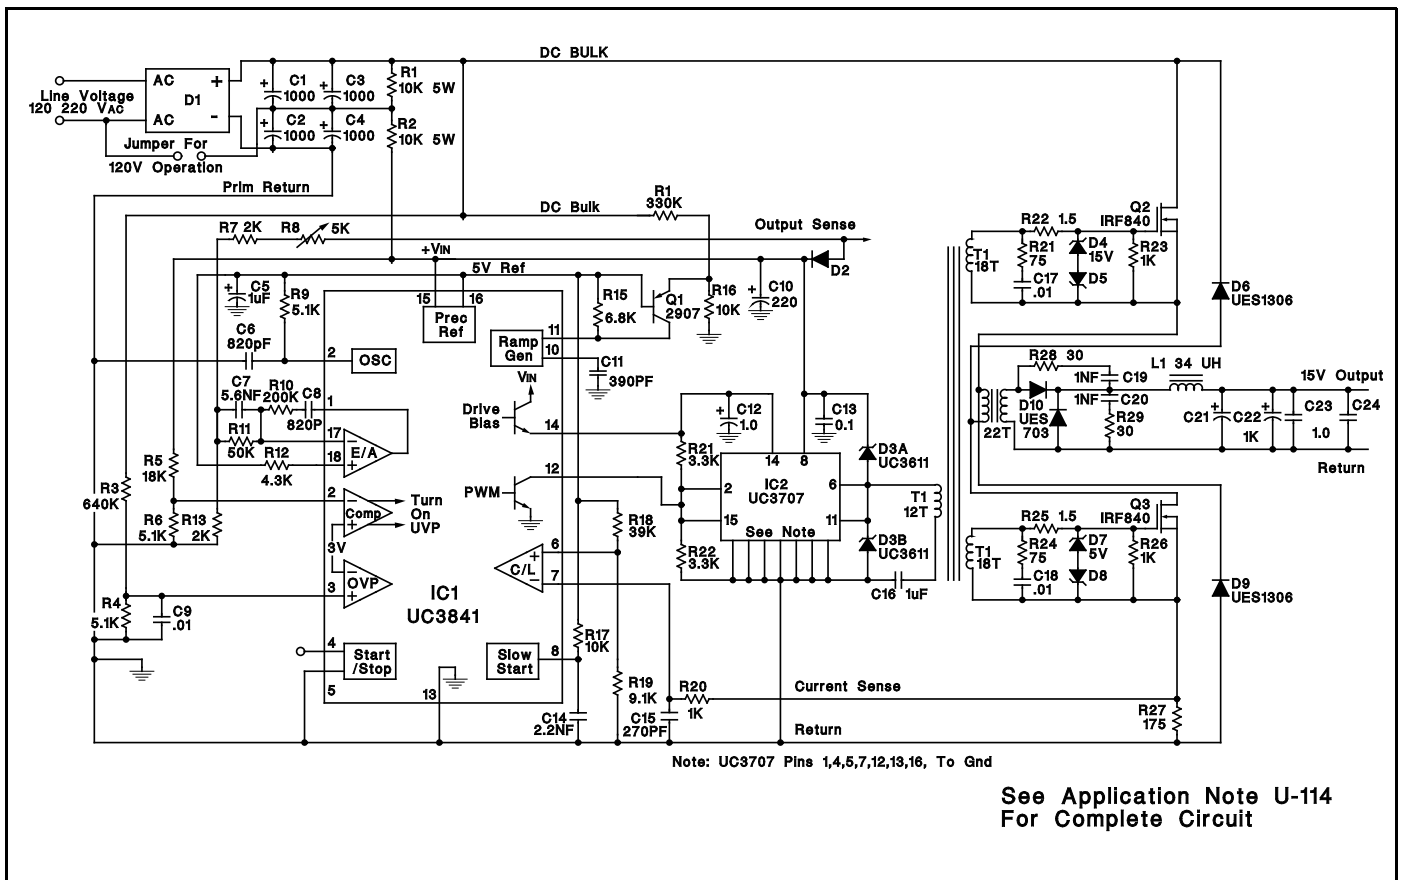 DC BULK
AC
+
AC
-
D1
Line Voltage
120 220 VAC
Jumper For
120V Operation
Prim Return
+ C1
1000
+ C3
1000
+ C2
1000
+ C4
1000
R1
10K 5W
R2
10K 5W
DC Bulk
R1
330K
R7 2K
R8
5K
Output Sense
+VIN
5V Ref
D2
+ C5
1uF
R9
5.1K
C6
820pF
2
OSC
15
16
Prec
Ref
11
10
Ramp
Gen
R15
6.8K
Q1
2907
R16
10K
+ C10
220
C11
390PF
C7
5.6NF
R10
200K
C8
820P
1
R11
50K
17
18
-
+
E/A
R12
4.3K
VIN
Drive
Bias
14
PWM
12
R5
18K
R3
640K
R6
5.1K
R13
2K
2
-
Comp
+
Turn
On
UVP
3V
-
OVP
3
+
R4
5.1K
C9
.01
IC1
UC3841
+
C/L
-
6
7
4
Start
/Stop
5
13
Slow
Start
8
R17
10K
R18
39K
R19
9.1K
C14
2.2NF
C15
270PF
R20
1K
Current Sense
Return
R21
3.3K
R22
3.3K
+ C12
1.0
C13
0.1
14
8
2
IC2
UC3707
6
15
11
See Note
D3A
UC3611
D3B
UC3611
C16 1uF
T1
12T
T1
18T
R22 1.5
R21
75
D4
15V
R23
1K
C17
.01
D5
Q2
IRF840
D6
UES1306
R28 30
1NF
C19
1NF
C20
L1 34 UH
15V Output
D10
UES
703
R29
30
22T
C21
+
C22
1K
+
C23
1.0
C24
Return
Q3
IRF840
T1
18T
R25 1.5
R24
75
D7
5V
R26
1K
C18
.01
D8
D9
UES1306
R27
175
Note: UC3707 Pins 1,4,5,7,12,13,16, To Gnd
See Application Note U-114
For Complete Circuit